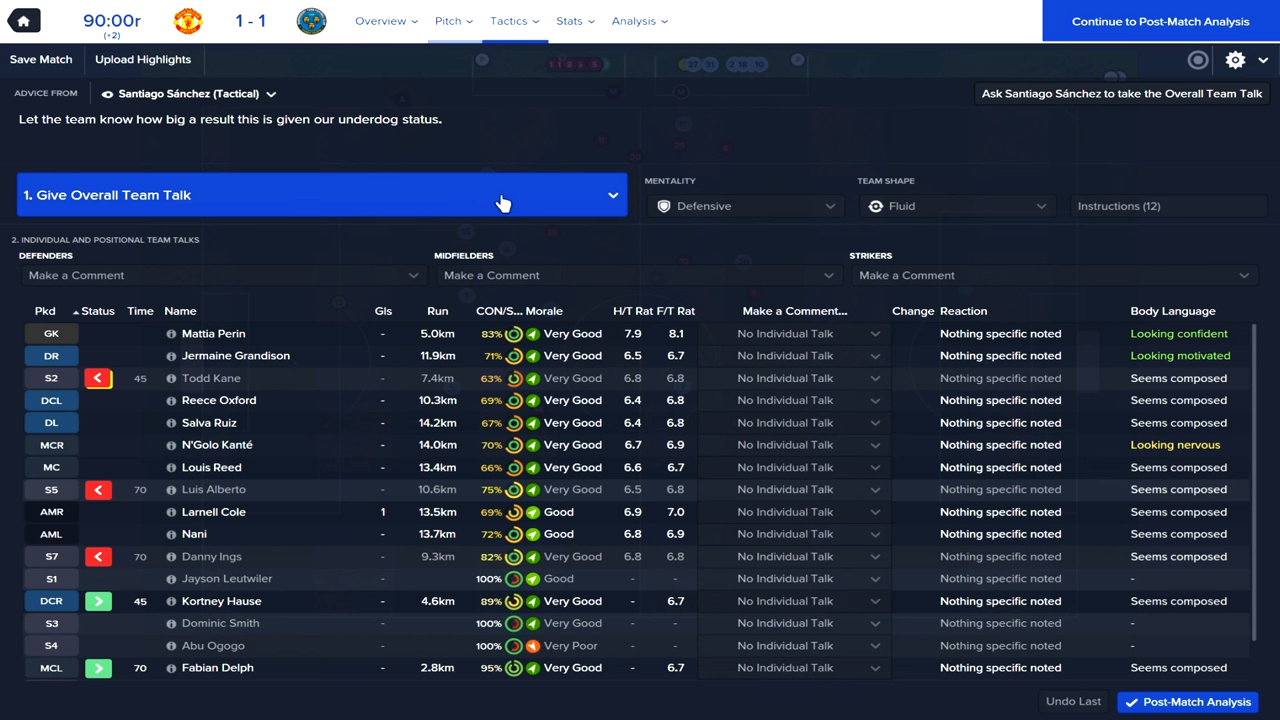 90:00r
(+2)
1 - 1
Overview
Pitch
Tactics
Stats
Analysis
Continue to Post-Match Analysis
Save Match
Upload Highlights
ADVICE FROM
Santiago Sánchez (Tactical)
Ask Santiago Sánchez to take the Overall Team Talk
Let the team know how big a result this is given our underdog status.
1. Give Overall Team Talk
MENTALITY
TEAM SHAPE
Defensive
Fluid
Instructions (12)
2. INDIVIDUAL AND POSITIONAL TEAM TALKS
DEFENDERS
MIDFIELDERS
STRIKERS
Make a Comment
Make a Comment
Make a Comment
Pkd Status Time Name Gls Run CON/S... Morale H/T Rat F/T Rat Make a Comment... Change Reaction Body Language
GK Mattia Perin - 5.0km 83% Very Good 7.9 8.1 No Individual Talk Nothing specific noted Looking confident
DR Jermaine Grandison - 11.9km 71% Very Good 6.5 6.7 No Individual Talk Nothing specific noted Looking motivated
S2 45 Todd Kane - 7.4km 63% Very Good 6.8 6.8 No Individual Talk Nothing specific noted Seems composed
DCL Reece Oxford - 10.3km 69% Very Good 6.4 6.8 No Individual Talk Nothing specific noted Seems composed
DL Salva Ruiz - 14.2km 67% Very Good 6.4 6.8 No Individual Talk Nothing specific noted Seems composed
MCR N'Golo Kanté - 14.0km 70% Very Good 6.7 6.9 No Individual Talk Nothing specific noted Looking nervous
MC Louis Reed - 13.4km 66% Very Good 6.6 6.7 No Individual Talk Nothing specific noted Seems composed
S5 70 Luis Alberto - 10.6km 75% Very Good 6.5 6.8 No Individual Talk Nothing specific noted Seems composed
AMR Larnell Cole 1 13.5km 69% Good 6.9 7.0 No Individual Talk Nothing specific noted Seems composed
AML Nani - 13.7km 72% Good 6.8 6.9 No Individual Talk Nothing specific noted Seems composed
S7 70 Danny Ings - 9.3km 82% Very Good 6.8 6.8 No Individual Talk Nothing specific noted Seems composed
S1 Jayson Leutwiler - 100% Good - - No Individual Talk Nothing specific noted -
DCR 45 Kortney Hause - 4.6km 89% Very Good - 6.7 No Individual Talk Nothing specific noted Seems composed
S3 Dominic Smith - 100% Very Good - - No Individual Talk Nothing specific noted -
S4 Abu Ogogo - 100% Very Poor - - No Individual Talk Nothing specific noted -
MCL 70 Fabian Delph - 2.8km 95% Very Good - 6.7 No Individual Talk Nothing specific noted Seems composed
Undo Last
Post-Match Analysis